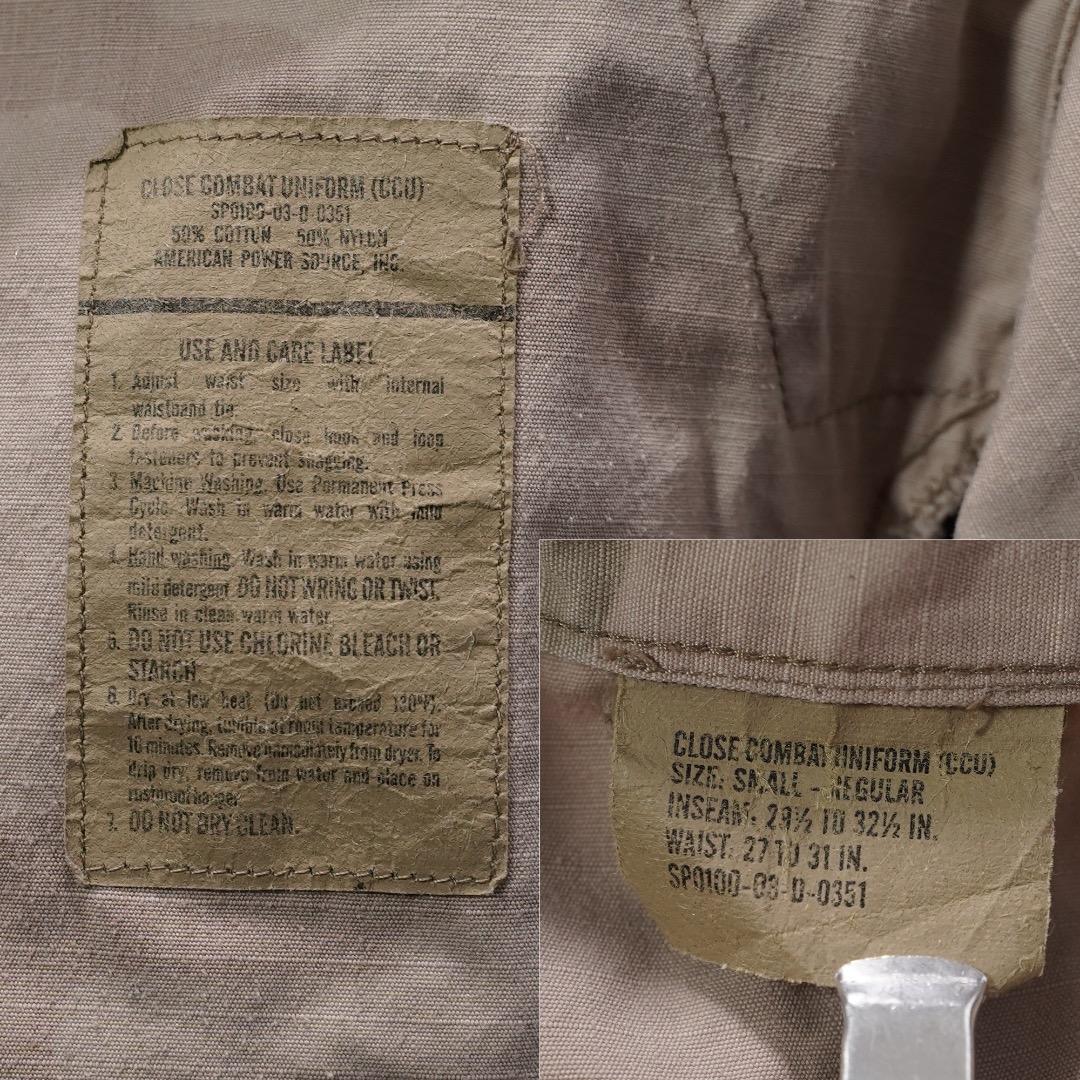 CLOSE COMBAT UNIFORM (CCU)
SP0100-03-D-0351
50% COTTON 50% NYLON
AMERICAN POWER SOURCE, INC.
USE AND CARE LABEL
1. Adjust waist size with internal
waistband tie.
2. Before washing, close hook and loop
fasteners to prevent snagging.
3. Machine Washing. Use Permanent Press
Cycle. Wash in warm water with mild
detergent.
4. Hand washing. Wash in warm water using
mild detergent DO NOT WRING OR TWIST.
Rinse in clean warm water.
5. DO NOT USE CHLORINE BLEACH OR
STARCH
6. Dry at low heat (do not exceed 130°F).
After drying, tumble at room temperature for
10 minutes. Remove immediately from dryer. To
drip dry, remove from water and place on
rustproof hanger.
7. DO NOT DRY CLEAN.
CLOSE COMBAT UNIFORM (CCU)
SIZE: SMALL - REGULAR
INSEAM: 29½ TO 32½ IN.
WAIST: 27 TO 31 IN.
SP0100-03-D-0351